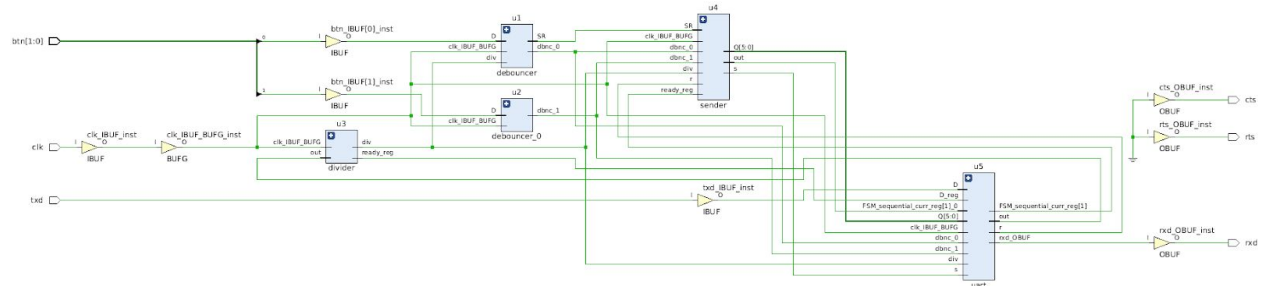 btn[1:0]
0
1
btn_IBUF[0]_inst
I
O
IBUF
btn_IBUF[1]_inst
I
O
IBUF
clk
clk_IBUF_inst
I
O
IBUF
clk_IBUF_BUFG_inst
I
O
BUFG
txd
u3
clk_IBUF_BUFG
out
div
ready_reg
divider
u1
D
clk_IBUF_BUFG
div
SR
dbnc_0
debouncer
u2
D
clk_IBUF_BUFG
dbnc_1
debouncer_0
u4
SR
clk_IBUF_BUFG
dbnc_0
dbnc_1
div
r
ready_reg
Q[5:0]
out
s
sender
txd_IBUF_inst
I
O
IBUF
u5
D
D_reg
FSM_sequential_curr_reg[1]_0
Q[5:0]
clk_IBUF_BUFG
dbnc_0
dbnc_1
div
s
FSM_sequential_curr_reg[1]
out
r
rxd_OBUF
cts_OBUF_inst
I
O
OBUF
cts
rts_OBUF_inst
I
O
OBUF
rts
rxd_OBUF_inst
I
O
OBUF
rxd